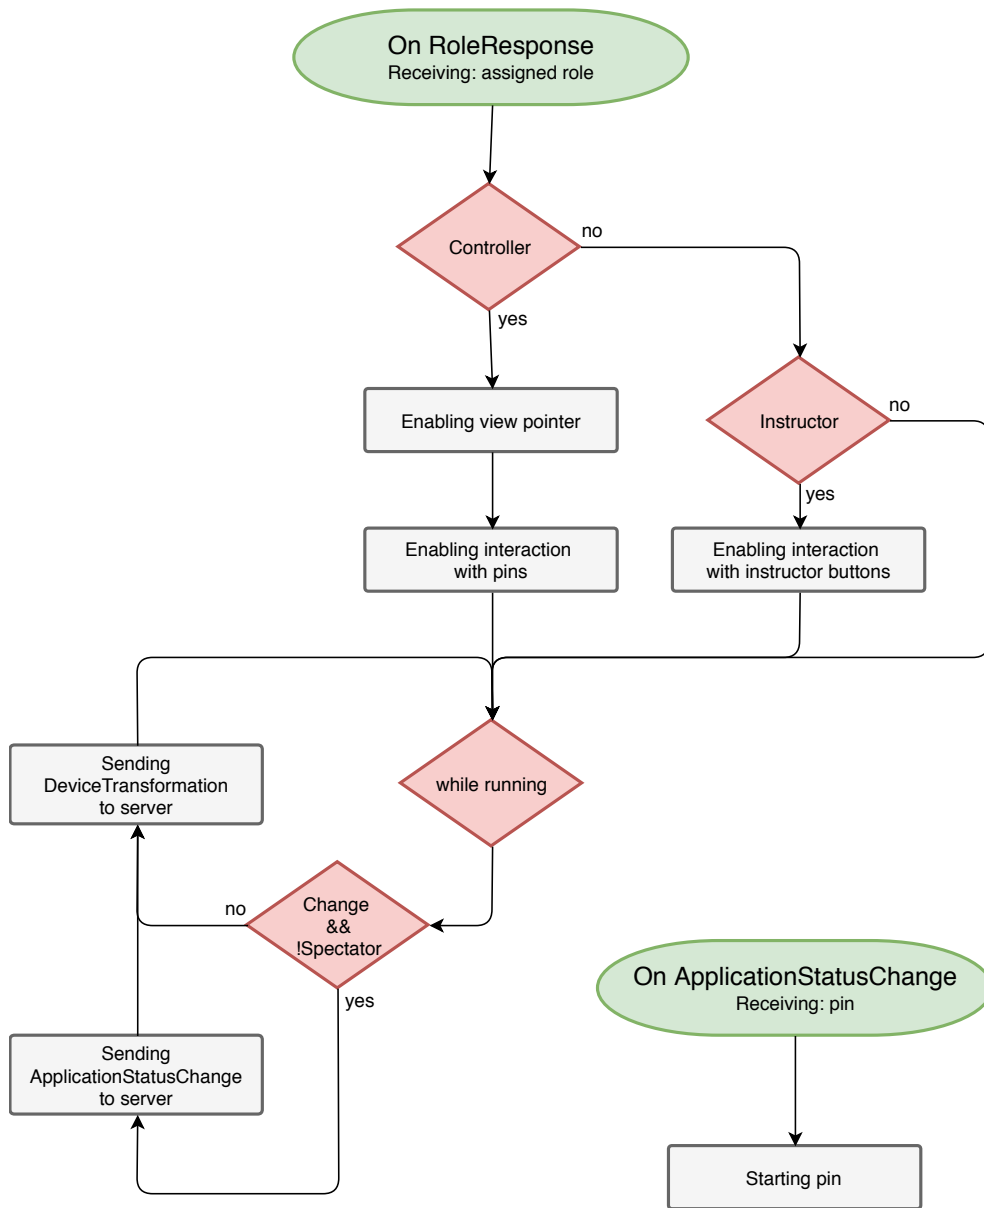 On RoleResponse
Receiving: assigned role
Controller
no
yes
Enabling view pointer
Instructor
no
yes
Enabling interaction
with pins
Enabling interaction
with instructor buttons
while running
Sending
DeviceTransformation
to server
Change
&&
!Spectator
no
yes
Sending
ApplicationStatusChange
to server
On ApplicationStatusChange
Receiving: pin
Starting pin